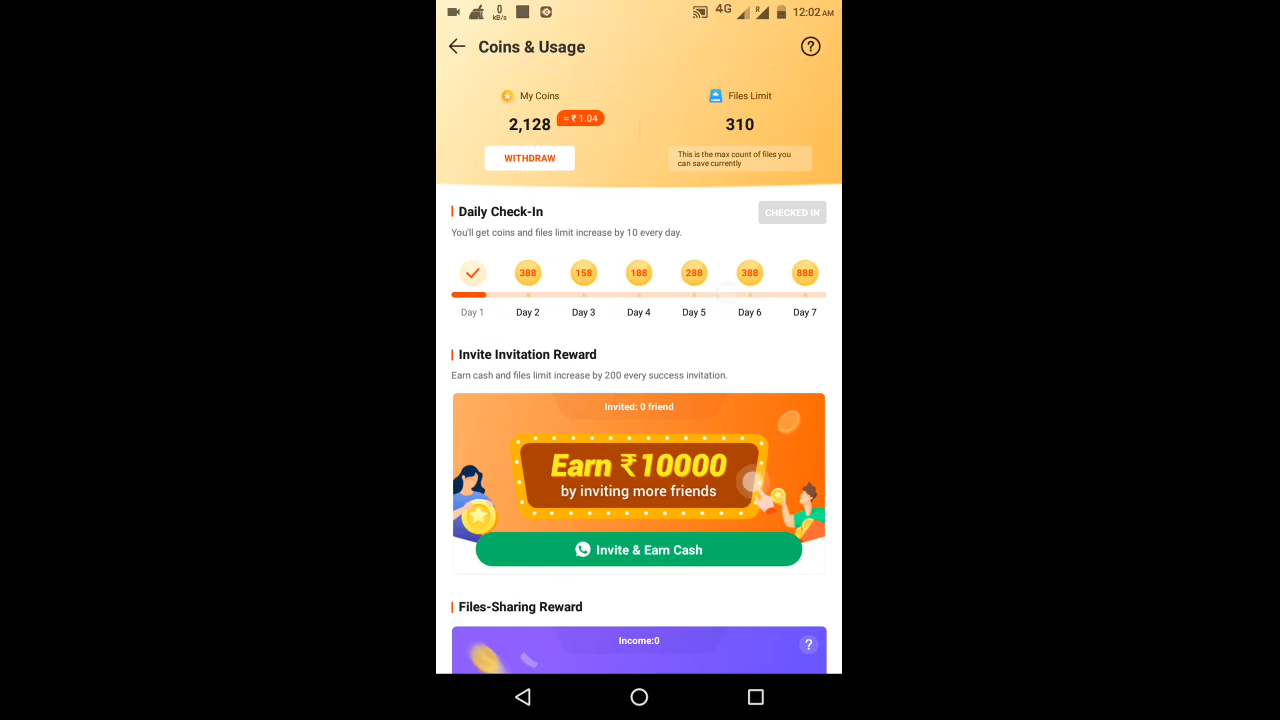 0
kB/s
4G
R
12:02 AM
Coins & Usage
?
My Coins
Files Limit
2,128
≈ ₹ 1.04
310
WITHDRAW
This is the max count of files you
can save currently
Daily Check-In
CHECKED IN
You'll get coins and files limit increase by 10 every day.
388
158
188
288
388
888
Day 1
Day 2
Day 3
Day 4
Day 5
Day 6
Day 7
Invite Invitation Reward
Earn cash and files limit increase by 200 every success invitation.
Invited: 0 friend
Earn ₹10000
by inviting more friends
Invite & Earn Cash
Files-Sharing Reward
Income:0
?